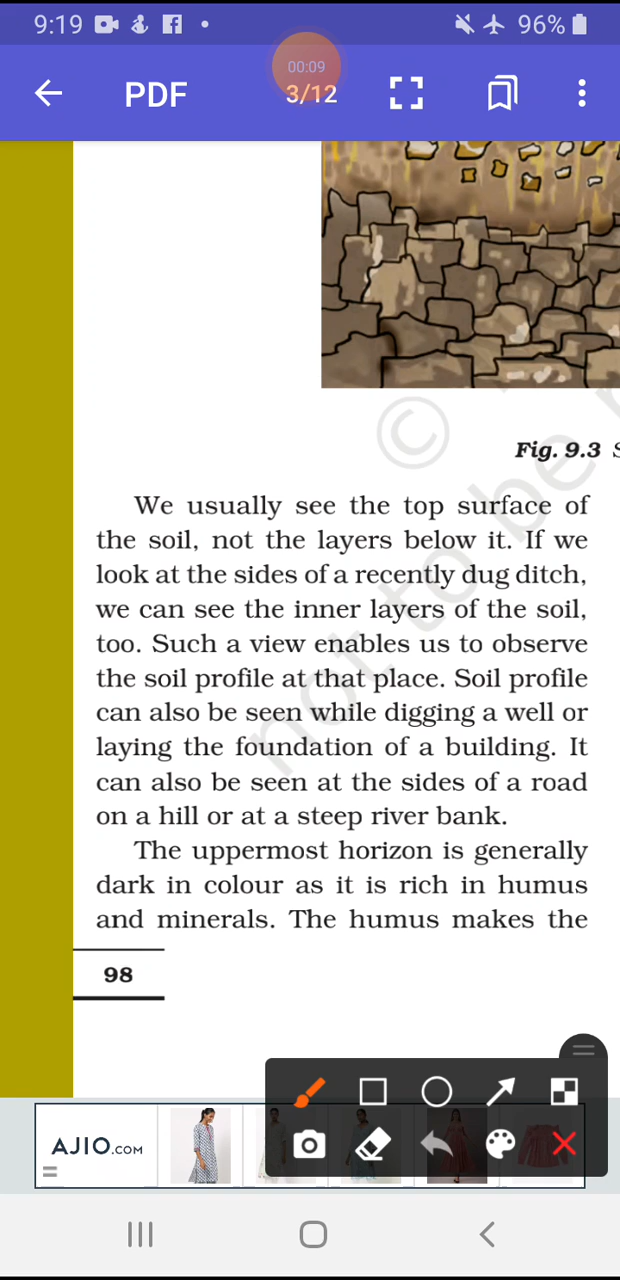 9:19
96%
00:09
PDF
3/12
Fig. 9.3
©
not to be
We usually see the top surface of
the soil, not the layers below it. If we
look at the sides of a recently dug ditch,
we can see the inner layers of the soil,
too. Such a view enables us to observe
the soil profile at that place. Soil profile
can also be seen while digging a well or
laying the foundation of a building. It
can also be seen at the sides of a road
on a hill or at a steep river bank.
The uppermost horizon is generally
dark in colour as it is rich in humus
and minerals. The humus makes the
98
AJIO.COM